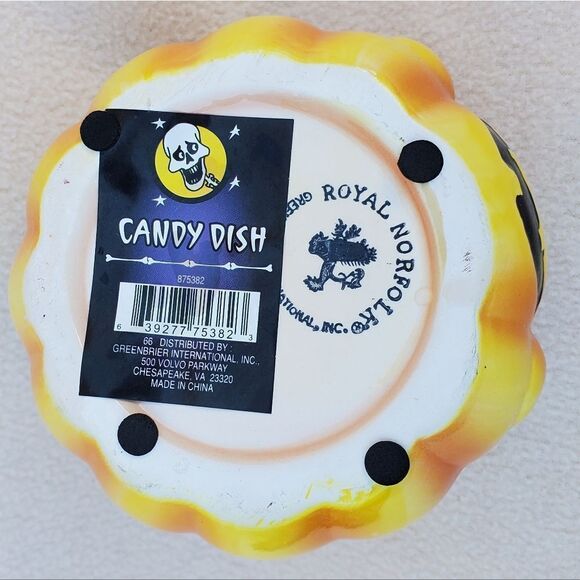 CANDY DISH
875382
6 39277 75382 3
66 DISTRIBUTED BY:
GREENBRIER INTERNATIONAL, INC.,
500 VOLVO PARKWAY
CHESAPEAKE, VA 23320
MADE IN CHINA
ROYAL NORFOLK
INC.